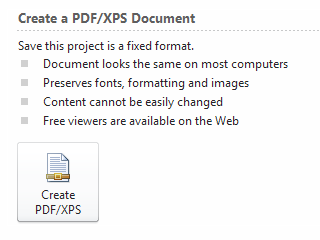 Create a PDF/XPS Document
Save this project is a fixed format.
Document looks the same on most computers
Preserves fonts, formatting and images
Content cannot be easily changed
Free viewers are available on the Web
Create
PDF/XPS